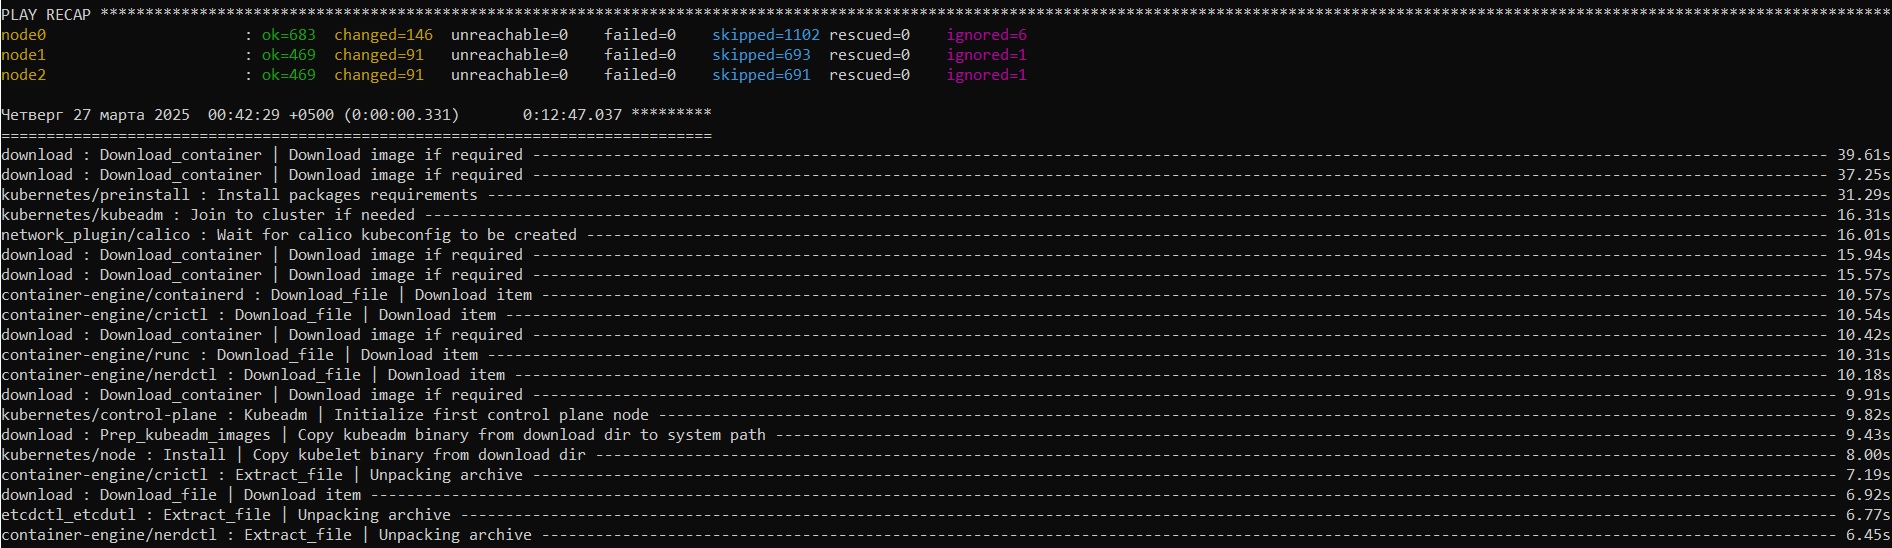 PLAY RECAP *********************************************************************************************************************************************************************************************************
node0                      : ok=683  changed=146  unreachable=0    failed=0    skipped=1102 rescued=0    ignored=6
node1                      : ok=469  changed=91   unreachable=0    failed=0    skipped=693  rescued=0    ignored=1
node2                      : ok=469  changed=91   unreachable=0    failed=0    skipped=691  rescued=0    ignored=1
Четверг 27 марта 2025  00:42:29 +0500 (0:00:00.331)       0:12:47.037 *********
===============================================================================
download : Download_container | Download image if required ------------------------------------------------------------------------------------------------------------------------------------------------ 39.61s
download : Download_container | Download image if required ------------------------------------------------------------------------------------------------------------------------------------------------ 37.25s
kubernetes/preinstall : Install packages requirements ----------------------------------------------------------------------------------------------------------------------------------------------------- 31.29s
kubernetes/kubeadm : Join to cluster if needed ------------------------------------------------------------------------------------------------------------------------------------------------------------ 16.31s
network_plugin/calico : Wait for calico kubeconfig to be created ------------------------------------------------------------------------------------------------------------------------------------------ 16.01s
download : Download_container | Download image if required ------------------------------------------------------------------------------------------------------------------------------------------------ 15.94s
download : Download_container | Download image if required ------------------------------------------------------------------------------------------------------------------------------------------------ 15.57s
container-engine/containerd : Download_file | Download item ----------------------------------------------------------------------------------------------------------------------------------------------- 10.57s
container-engine/crictl : Download_file | Download item --------------------------------------------------------------------------------------------------------------------------------------------------- 10.54s
download : Download_container | Download image if required ------------------------------------------------------------------------------------------------------------------------------------------------ 10.42s
container-engine/runc : Download_file | Download item ----------------------------------------------------------------------------------------------------------------------------------------------------- 10.31s
container-engine/nerdctl : Download_file | Download item -------------------------------------------------------------------------------------------------------------------------------------------------- 10.18s
download : Download_container | Download image if required ------------------------------------------------------------------------------------------------------------------------------------------------- 9.91s
kubernetes/control-plane : Kubeadm | Initialize first control plane node ----------------------------------------------------------------------------------------------------------------------------------- 9.82s
download : Prep_kubeadm_images | Copy kubeadm binary from download dir to system path ---------------------------------------------------------------------------------------------------------------------- 9.43s
kubernetes/node : Install | Copy kubelet binary from download dir ------------------------------------------------------------------------------------------------------------------------------------------ 8.00s
container-engine/crictl : Extract_file | Unpacking archive ------------------------------------------------------------------------------------------------------------------------------------------------- 7.19s
download : Download_file | Download item ------------------------------------------------------------------------------------------------------------------------------------------------------------------- 6.92s
etcdctl_etcdutl : Extract_file | Unpacking archive --------------------------------------------------------------------------------------------------------------------------------------------------------- 6.77s
container-engine/nerdctl : Extract_file | Unpacking archive ------------------------------------------------------------------------------------------------------------------------------------------------ 6.45s